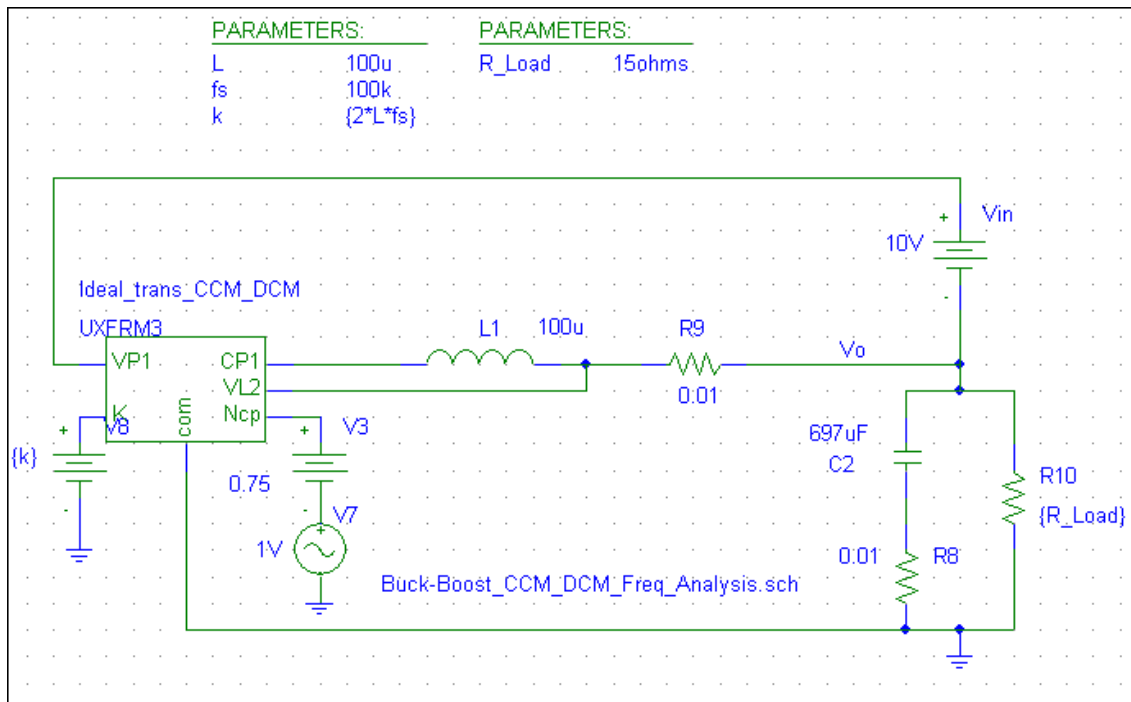 PARAMETERS: PARAMETERS:
L 100u R_Load 15ohms
fs 100k
k {2*L*fs}
+ Vin
10V
-
Ideal_trans_CCM_DCM
UXFRM3 L1 100u R9 Vo
VP1 CP1
VL2 0.01
K Ncp
com
+ V8 + V3
{k} 0.75
- -
697uF
C2
R10
{R_Load}
V7
+
1V
0.01 R8
Buck-Boost_CCM_DCM_Freq_Analysis.sch